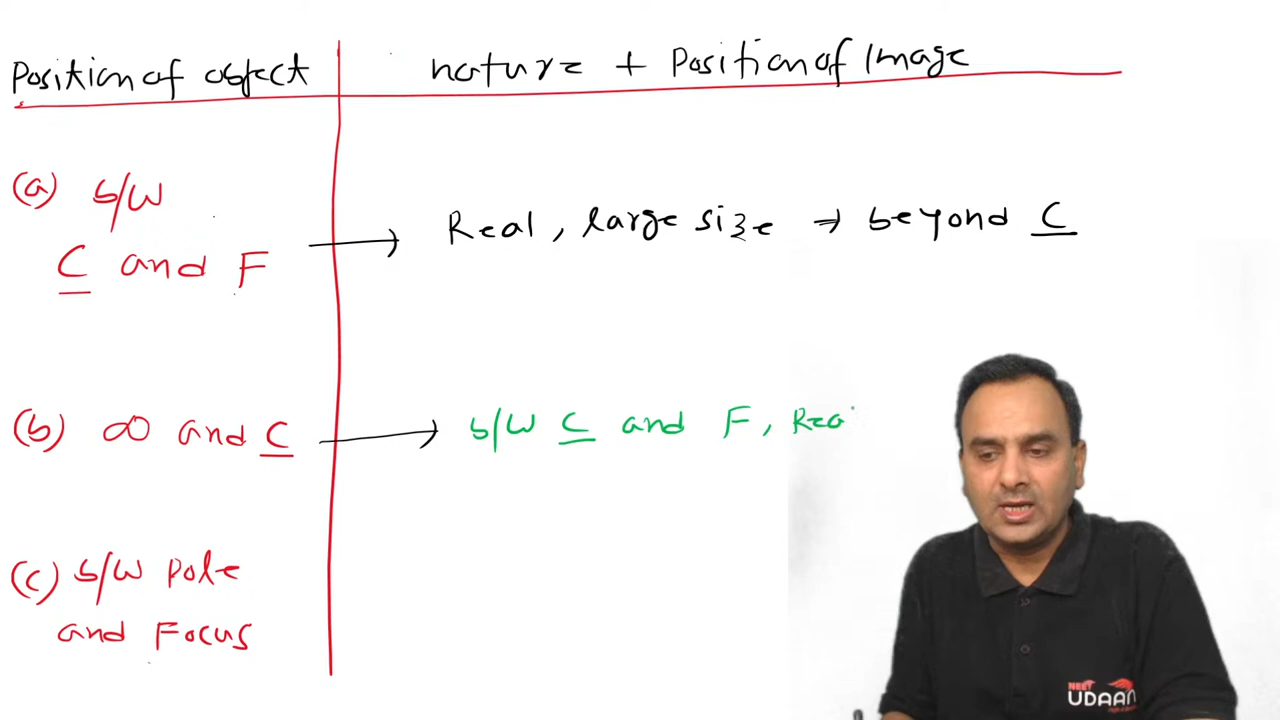 Position of object
nature + Position of Image
(a) b/w
C and F
Real, large size → beyond C
(b) ∞ and C
b/w C and F, Rea
(c) b/w pole
and Focus
NEET
UDAAN